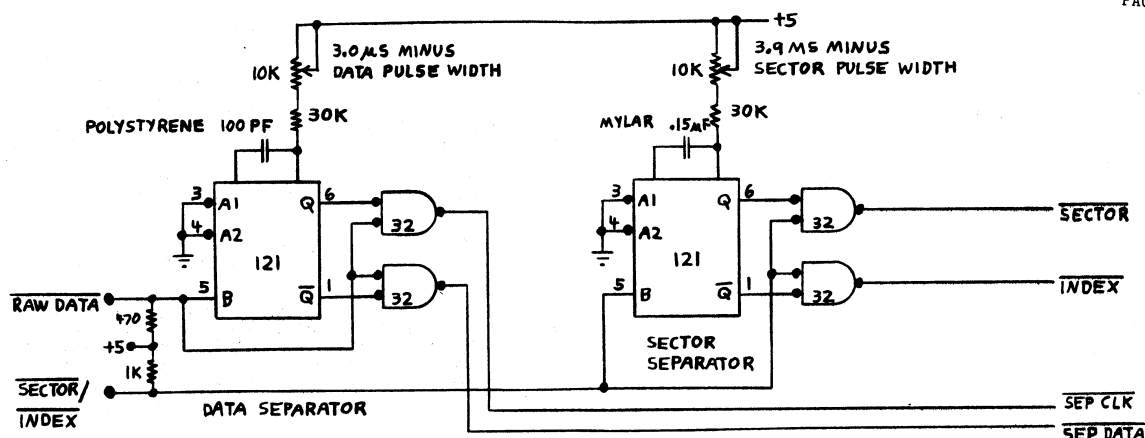 PAG
+5
3.0 µS MINUS
DATA PULSE WIDTH
10K
30K
POLYSTYRENE 100 PF
3 A1 Q 6
4 A2
121
5 B Q̅ 1
32
32
3.9 MS MINUS
SECTOR PULSE WIDTH
10K
30K
MYLAR .15µF
3 A1 Q 6
4 A2
121
5 B Q̅ 1
32
32
SECTOR
INDEX
RAW DATA
470
+5
1K
SECTOR/
INDEX
DATA SEPARATOR
SECTOR
SEPARATOR
SEP CLK
SEP DATA